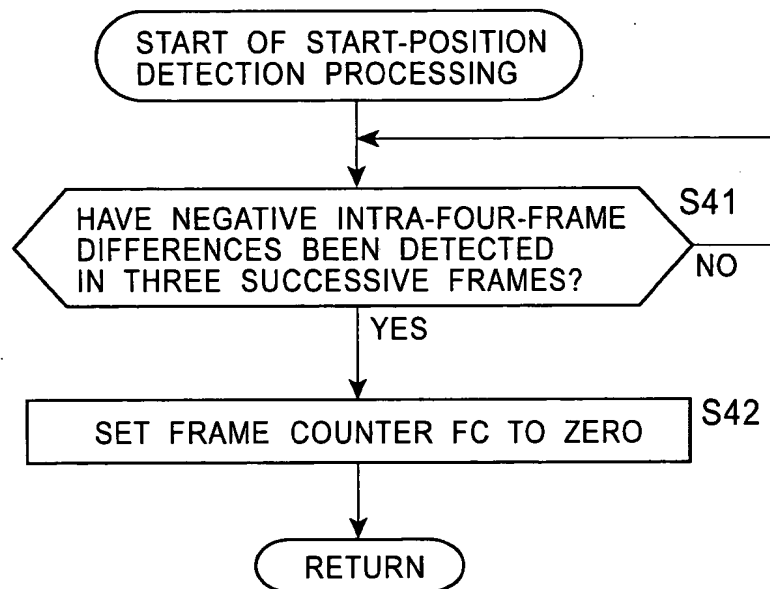 START OF START-POSITION
DETECTION PROCESSING
HAVE NEGATIVE INTRA-FOUR-FRAME
DIFFERENCES BEEN DETECTED
IN THREE SUCCESSIVE FRAMES?
S41
NO
YES
SET FRAME COUNTER FC TO ZERO
S42
RETURN